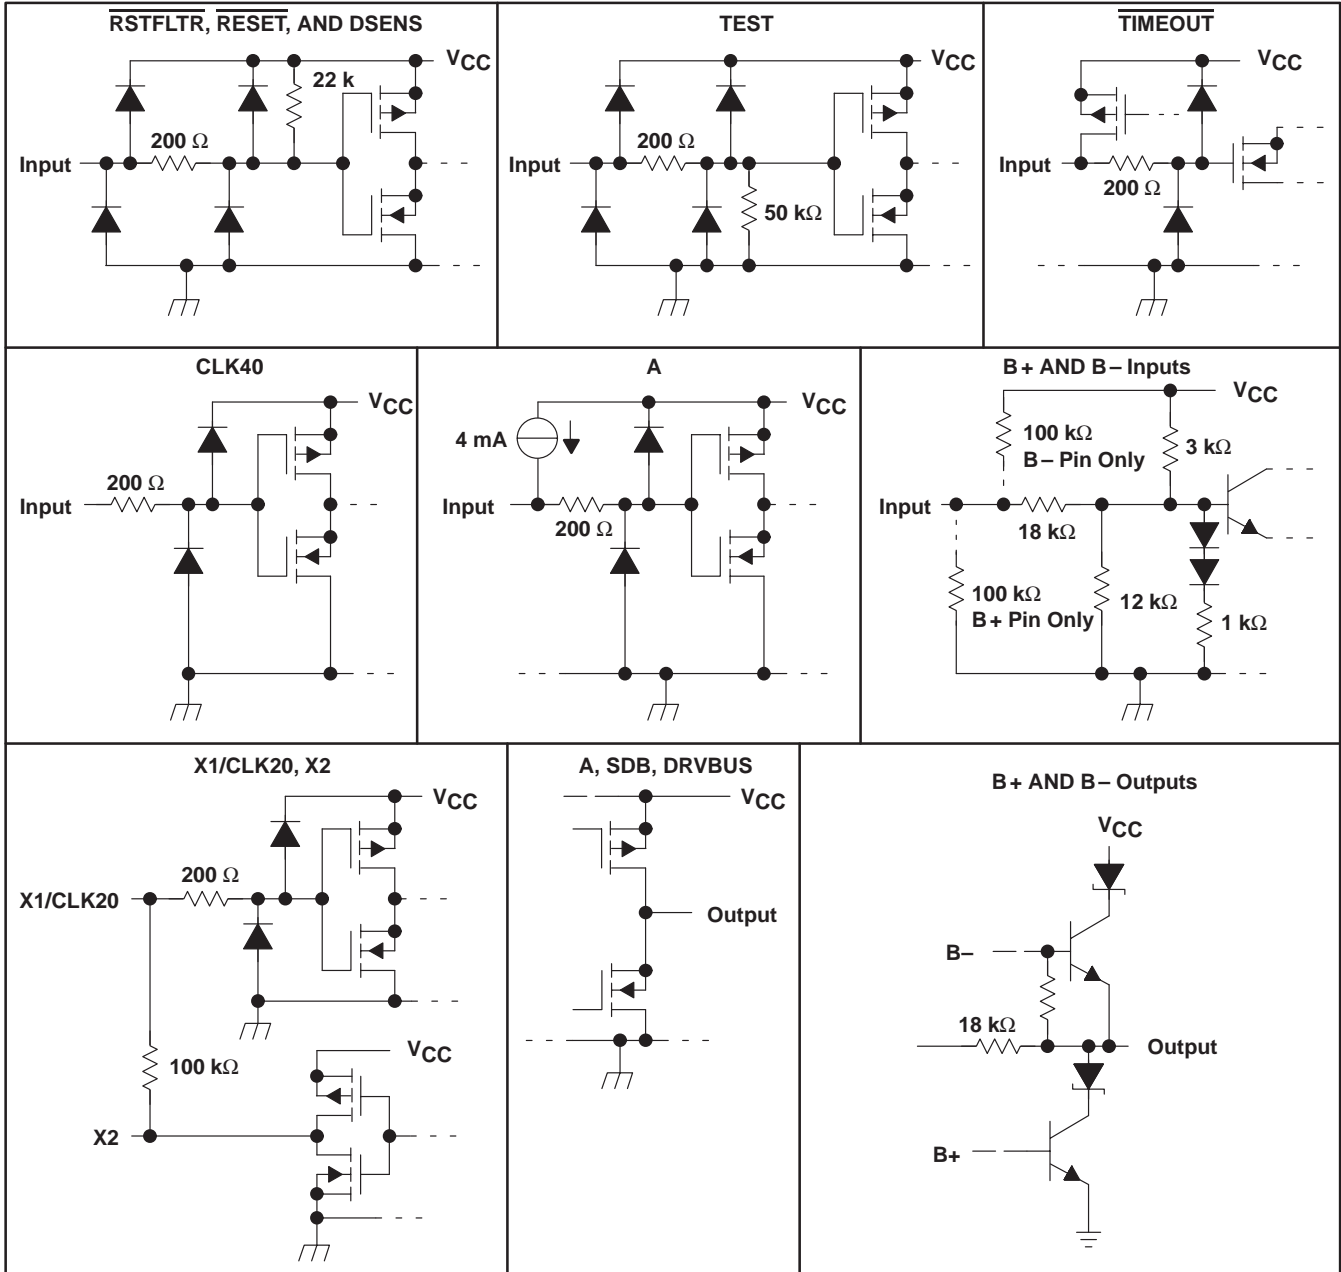 RSTFLTR, RESET, AND DSENS
VCC
22 k
200 Ω
Input
TEST
VCC
200 Ω
Input
50 kΩ
TIMEOUT
VCC
Input
200 Ω
CLK40
VCC
200 Ω
Input
A
VCC
4 mA
Input
200 Ω
B+ AND B– Inputs
VCC
100 kΩ
B– Pin Only
3 kΩ
Input
18 kΩ
100 kΩ
B+ Pin Only
12 kΩ
1 kΩ
X1/CLK20, X2
VCC
200 Ω
X1/CLK20
VCC
100 kΩ
X2
A, SDB, DRVBUS
VCC
Output
B+ AND B– Outputs
VCC
B–
18 kΩ
Output
B+